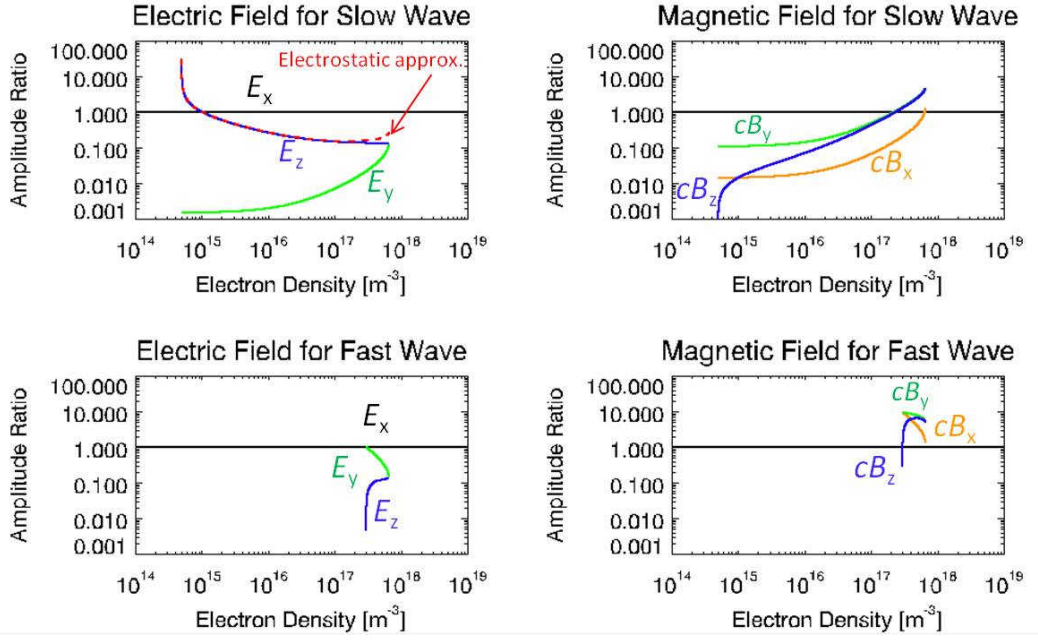 Electric Field for Slow Wave
100.000
10.000
1.000
0.100
0.010
0.001
Amplitude Ratio
Electrostatic approx.
Ex
Ez
Ey
10^14 10^15 10^16 10^17 10^18 10^19
Electron Density [m^-3]
Magnetic Field for Slow Wave
100.000
10.000
1.000
0.100
0.010
0.001
Amplitude Ratio
cBy
cBx
cBz
10^14 10^15 10^16 10^17 10^18 10^19
Electron Density [m^-3]
Electric Field for Fast Wave
100.000
10.000
1.000
0.100
0.010
0.001
Amplitude Ratio
Ex
Ey
Ez
10^14 10^15 10^16 10^17 10^18 10^19
Electron Density [m^-3]
Magnetic Field for Fast Wave
100.000
10.000
1.000
0.100
0.010
0.001
Amplitude Ratio
cBy
cBx
cBz
10^14 10^15 10^16 10^17 10^18 10^19
Electron Density [m^-3]